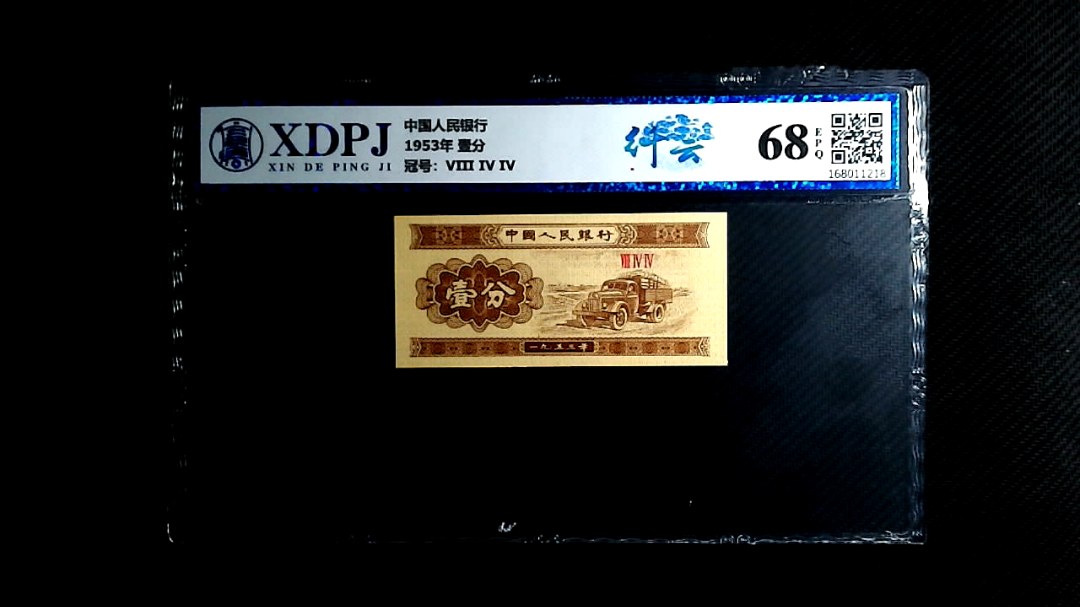 XDPJ
XIN DE PING JI
中国人民银行
1953年 壹分
冠号：VIII IV IV
68
EPQ
168011218
中國人民銀行
VIII IV IV
壹分
一九五三年